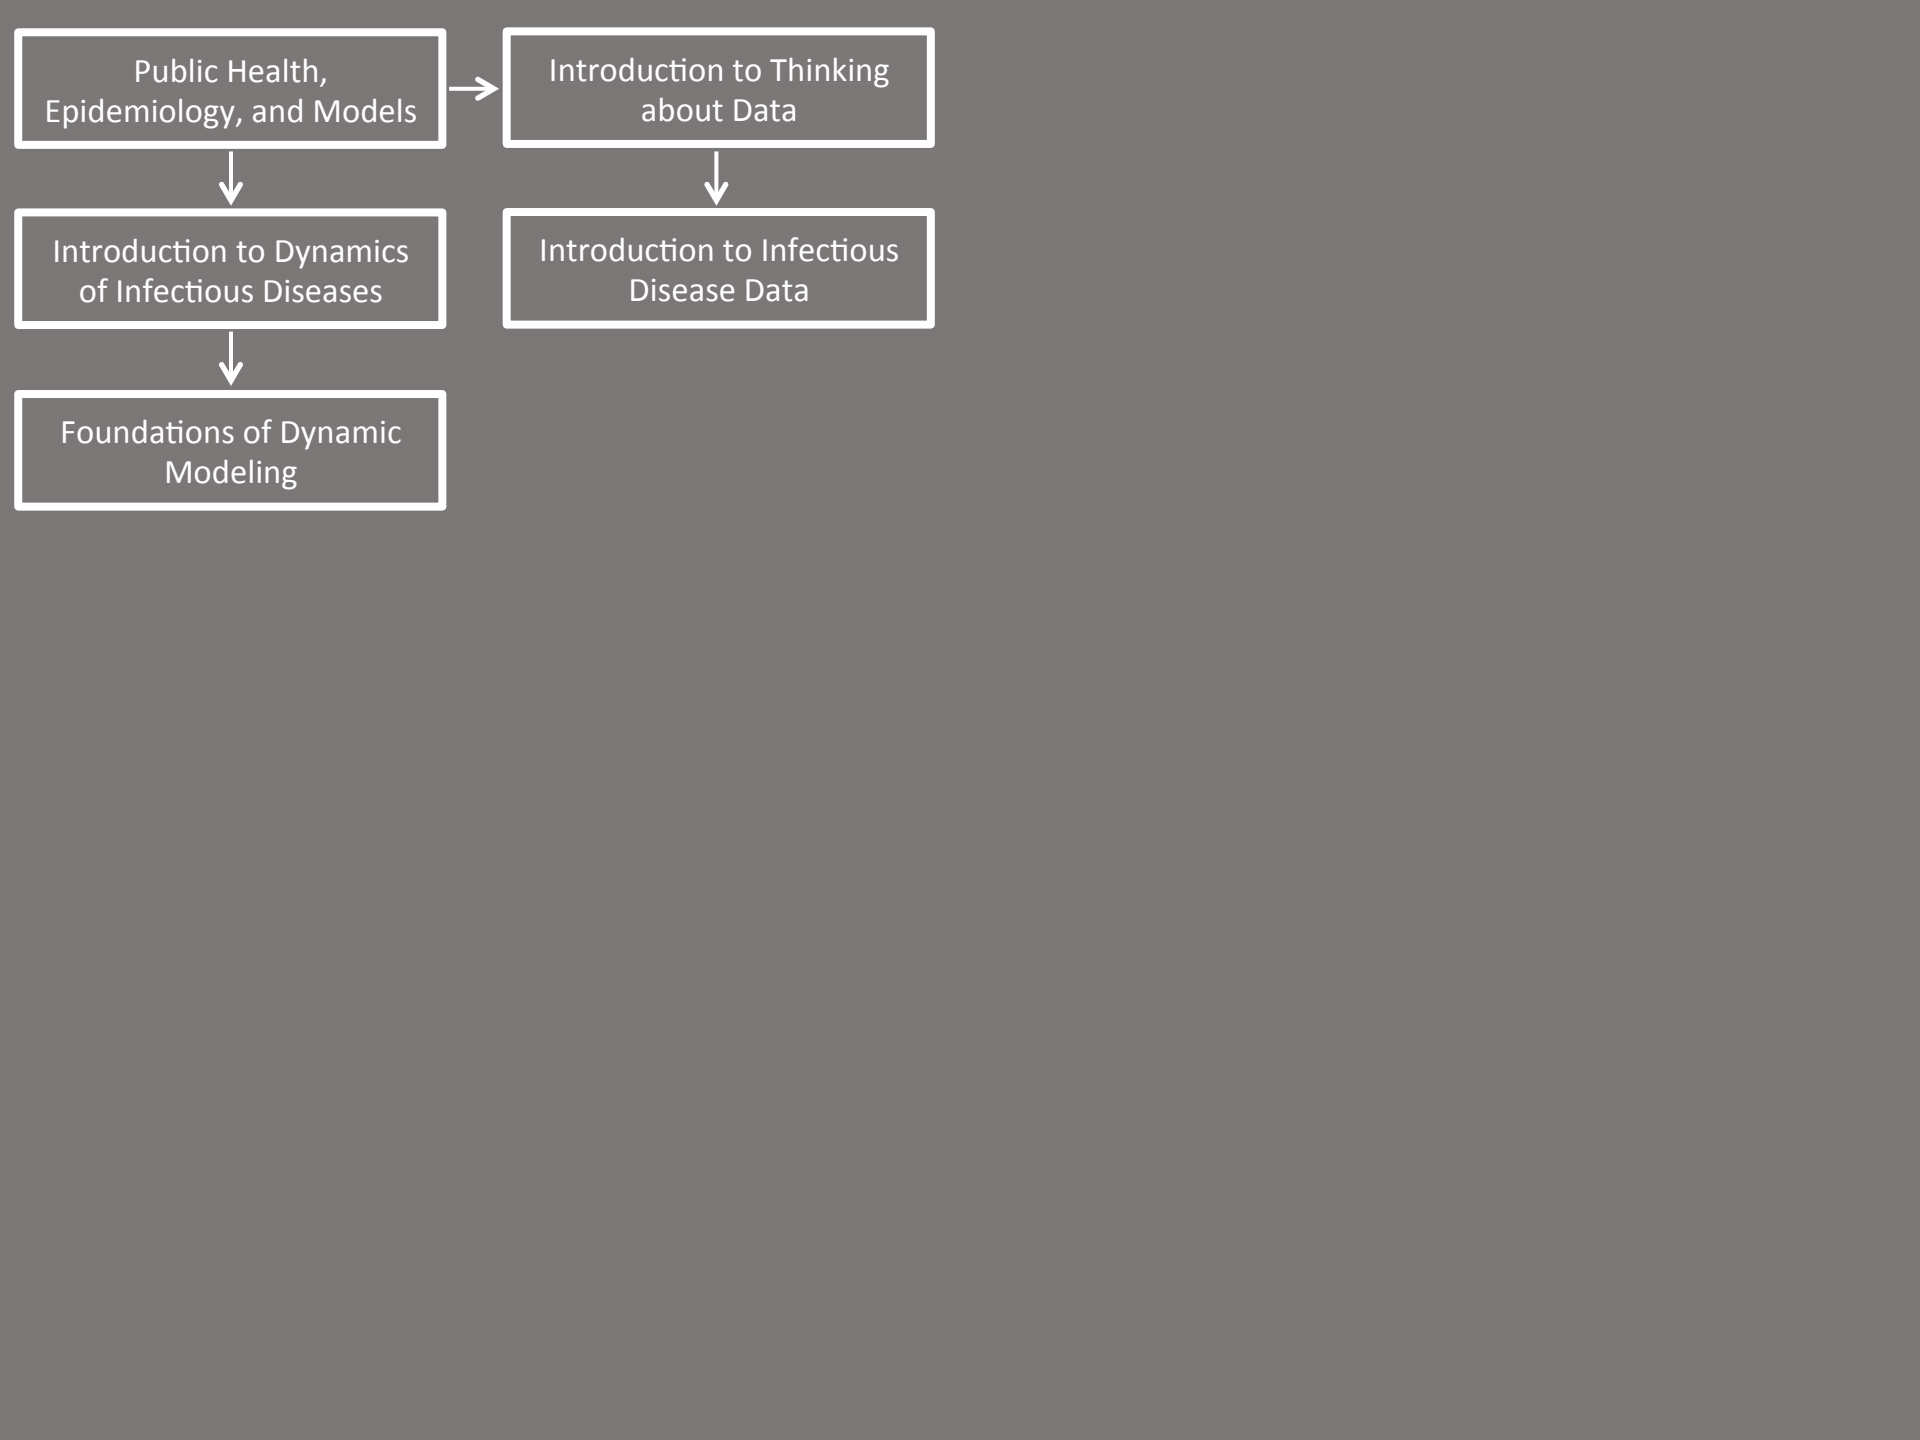 Public Health,
Epidemiology, and Models
Introduction to Thinking
about Data
Introduction to Dynamics
of Infectious Diseases
Introduction to Infectious
Disease Data
Foundations of Dynamic
Modeling